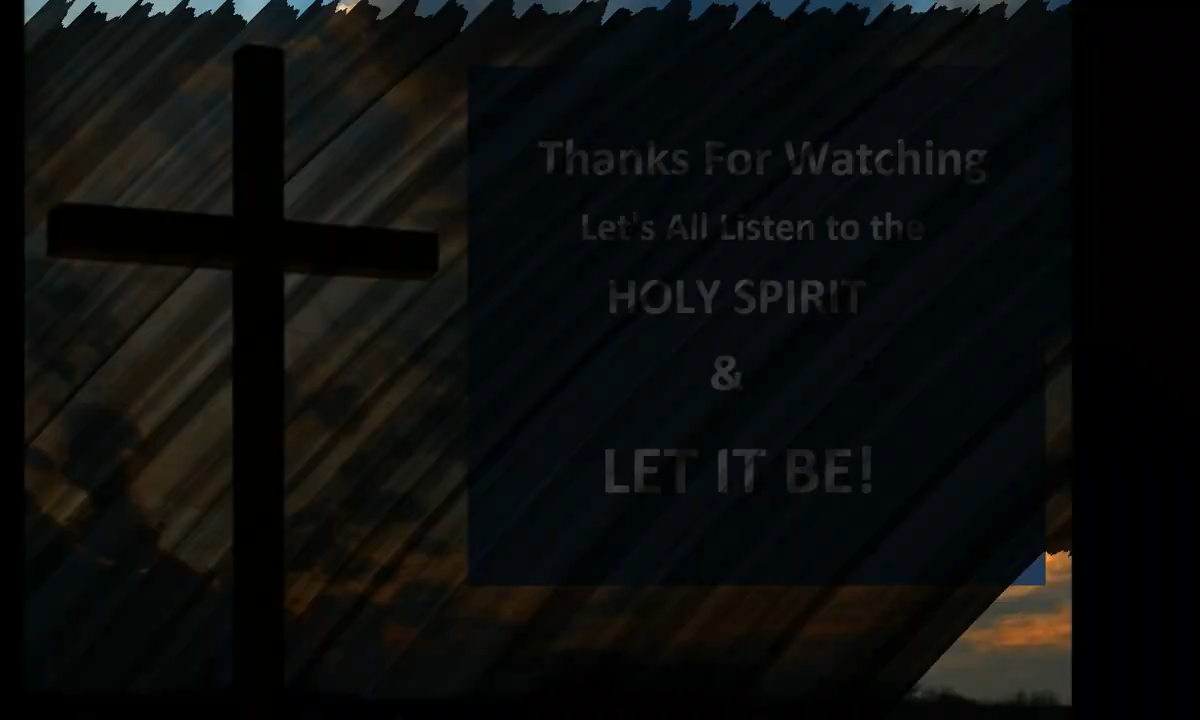 Thanks For Watching
Let's All Listen to the
HOLY SPIRIT
&
LET IT BE!